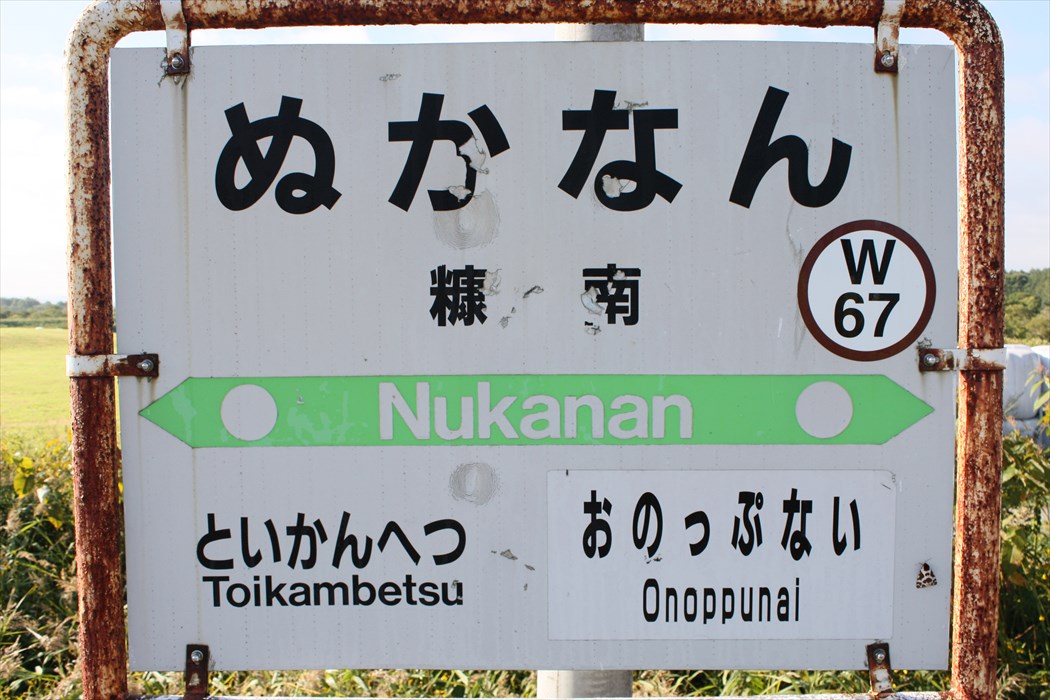 ぬかなん
糠南
W
67
Nukanan
といかんべつ
Toikambetsu
おのっぷない
Onoppunai